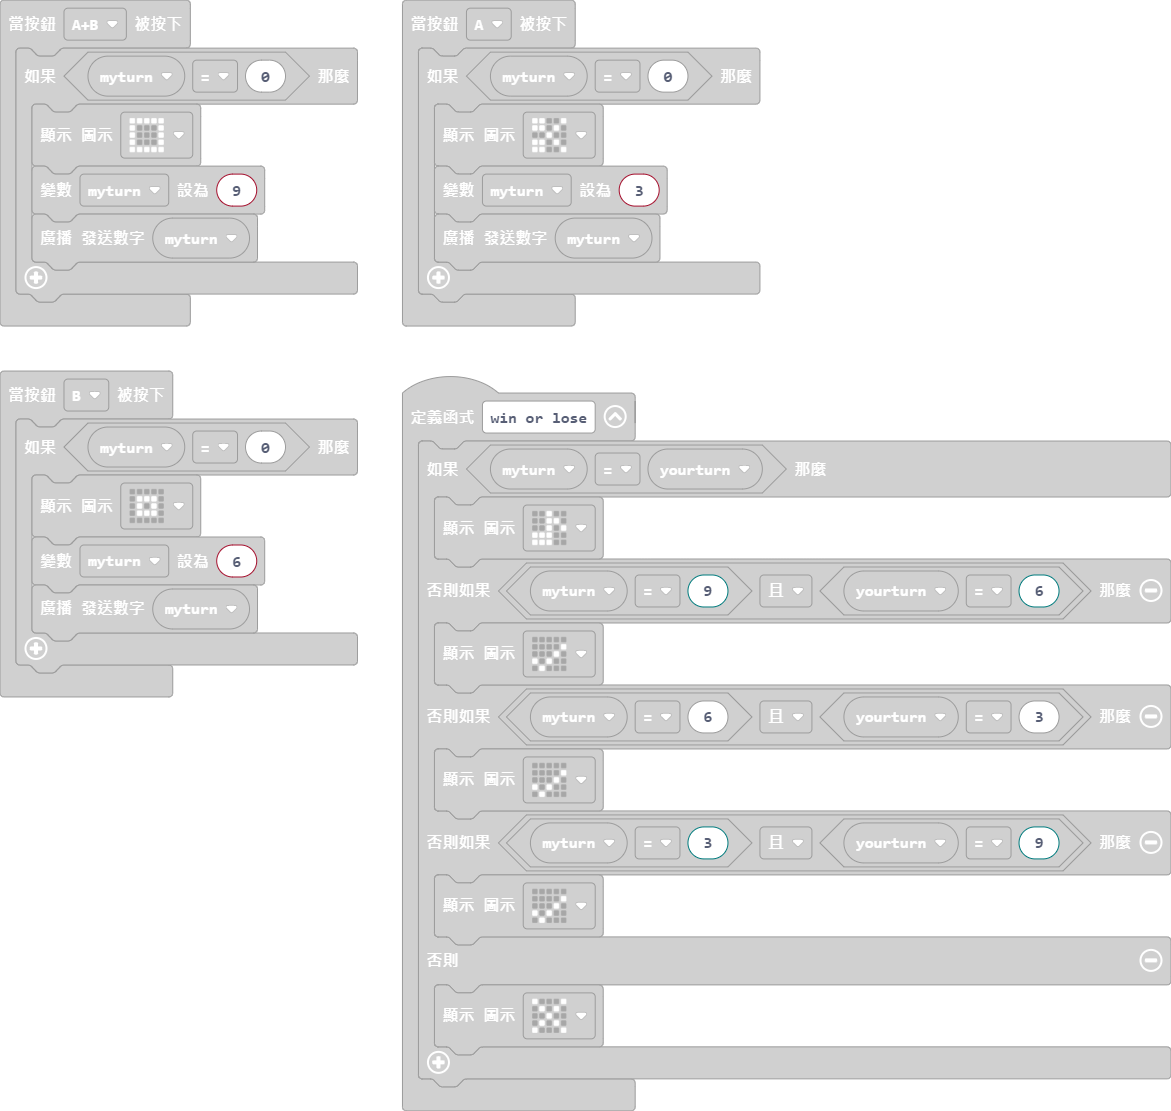 當按鈕 A+B 被按下
如果 myturn = 0 那麼
顯示 圖示
變數 myturn 設為 9
廣播 發送數字 myturn
當按鈕 A 被按下
如果 myturn = 0 那麼
顯示 圖示
變數 myturn 設為 3
廣播 發送數字 myturn
當按鈕 B 被按下
如果 myturn = 0 那麼
顯示 圖示
變數 myturn 設為 6
廣播 發送數字 myturn
定義函式 win or lose
如果 myturn = yourturn 那麼
顯示 圖示
否則如果 myturn = 9 且 yourturn = 6 那麼
顯示 圖示
否則如果 myturn = 6 且 yourturn = 3 那麼
顯示 圖示
否則如果 myturn = 3 且 yourturn = 9 那麼
顯示 圖示
否則
顯示 圖示